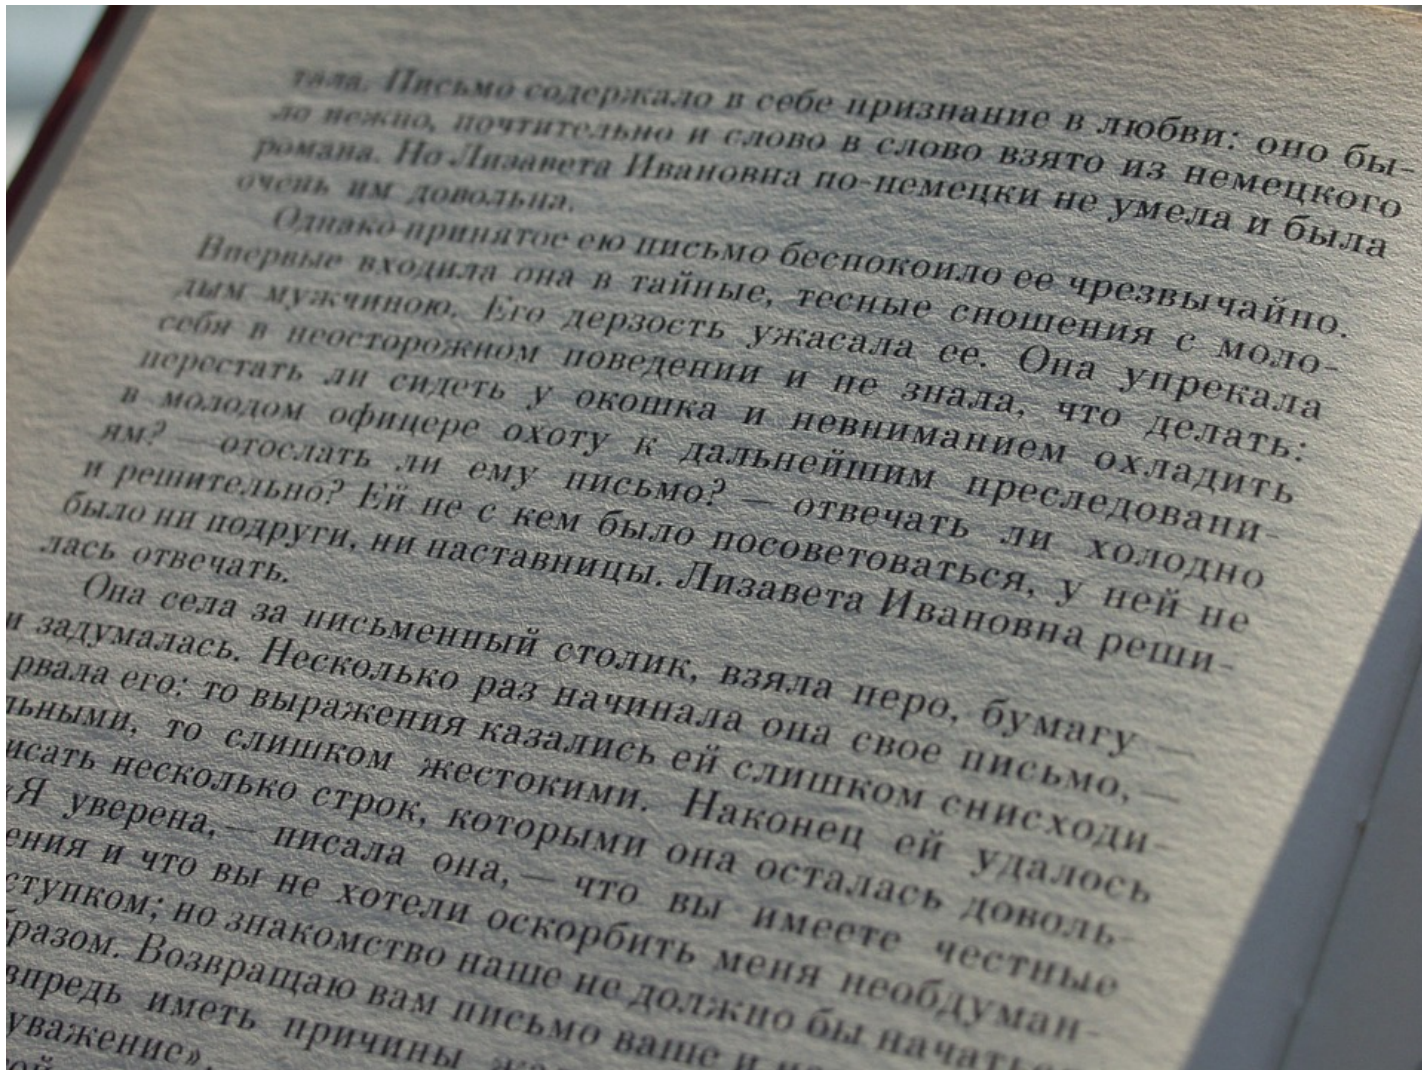 тала. Письмо содержало в себе признание в любви: оно бы-
ло нежно, почтительно и слово в слово взято из немецкого
романа. Но Лизавета Ивановна по-немецки не умела и была
очень им довольна.
Однако принятое ею письмо беспокоило ее чрезвычайно.
Впервые входила она в тайные, тесные сношения с моло-
дым мужчиною. Его дерзость ужасала ее. Она упрекала
себя в неосторожном поведении и не знала, что делать:
перестать ли сидеть у окошка и невниманием охладить
в молодом офицере охоту к дальнейшим преследовани-
ям? — отослать ли ему письмо? — отвечать ли холодно
и решительно? Ей не с кем было посоветоваться, у ней не
было ни подруги, ни наставницы. Лизавета Ивановна реши-
лась отвечать.
Она села за письменный столик, взяла перо, бумагу —
и задумалась. Несколько раз начинала она свое письмо, —
рвала его: то выражения казались ей слишком снисходи-
льными, то слишком жестокими. Наконец ей удалось
исать несколько строк, которыми она осталась доволь-
«Я уверена, — писала она, — что вы имеете честные
ения и что вы не хотели оскорбить меня необдуман-
ступком; но знакомство наше не должно бы начаться
бразом. Возвращаю вам письмо ваше и
впредь иметь причины
уважение».